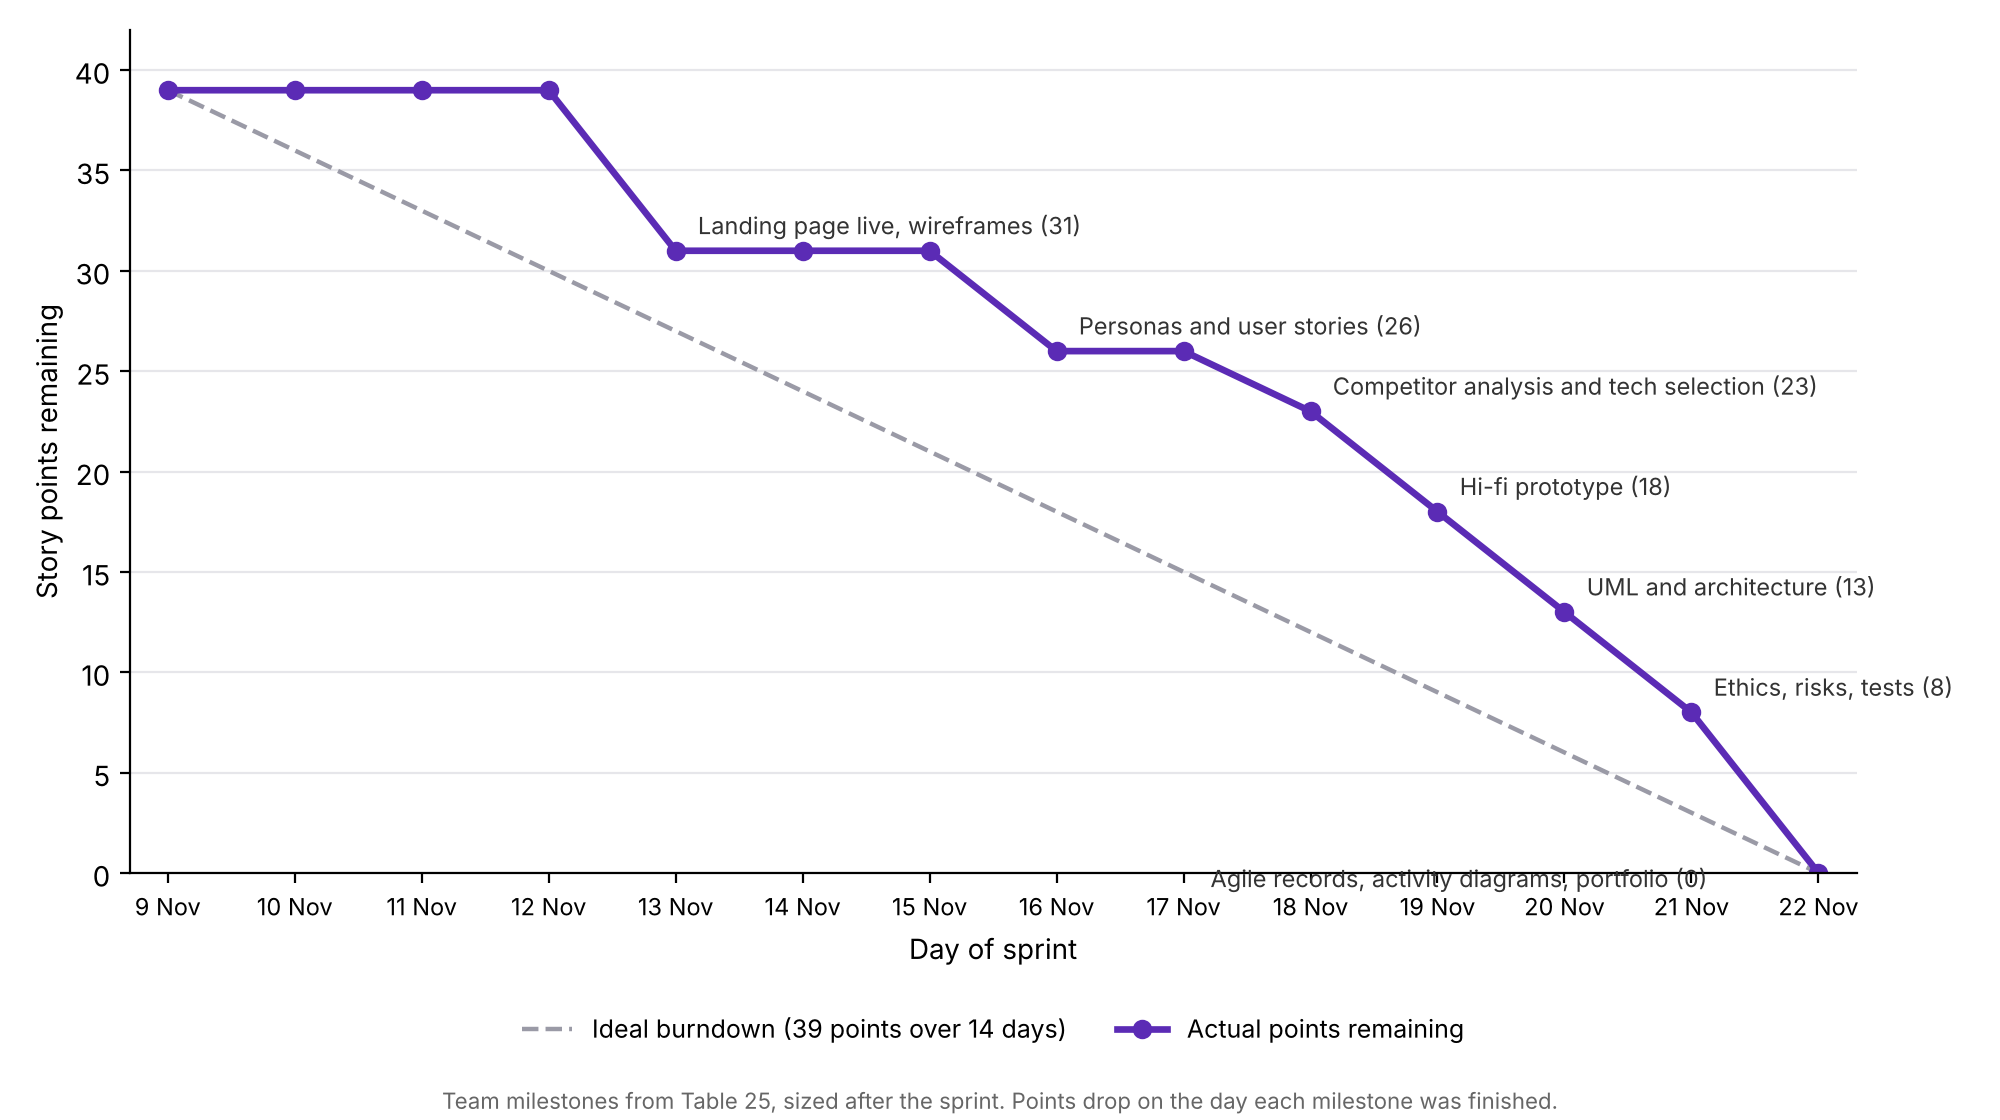 40
35
30
25
20
15
10
5
0
Story points remaining
Landing page live, wireframes (31)
Personas and user stories (26)
Competitor analysis and tech selection (23)
Hi-fi prototype (18)
UML and architecture (13)
Ethics, risks, tests (8)
Agile records, activity diagrams, portfolio (0)
9 Nov 10 Nov 11 Nov 12 Nov 13 Nov 14 Nov 15 Nov 16 Nov 17 Nov 18 Nov 19 Nov 20 Nov 21 Nov 22 Nov
Day of sprint
Ideal burndown (39 points over 14 days) Actual points remaining
Team milestones from Table 25, sized after the sprint. Points drop on the day each milestone was finished.